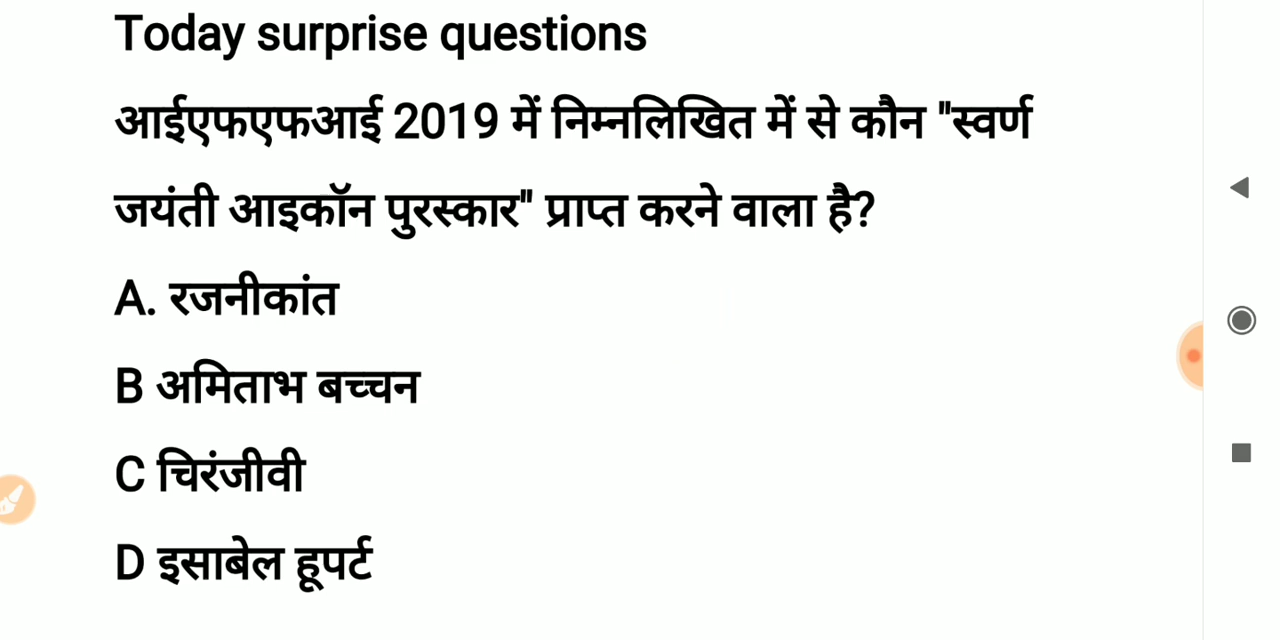 Today surprise questions
आईएफएफआई 2019 में निम्नलिखित में से कौन "स्वर्ण
जयंती आइकॉन पुरस्कार" प्राप्त करने वाला है?
A. रजनीकांत
B अमिताभ बच्चन
C चिरंजीवी
D इसाबेल हूपर्ट